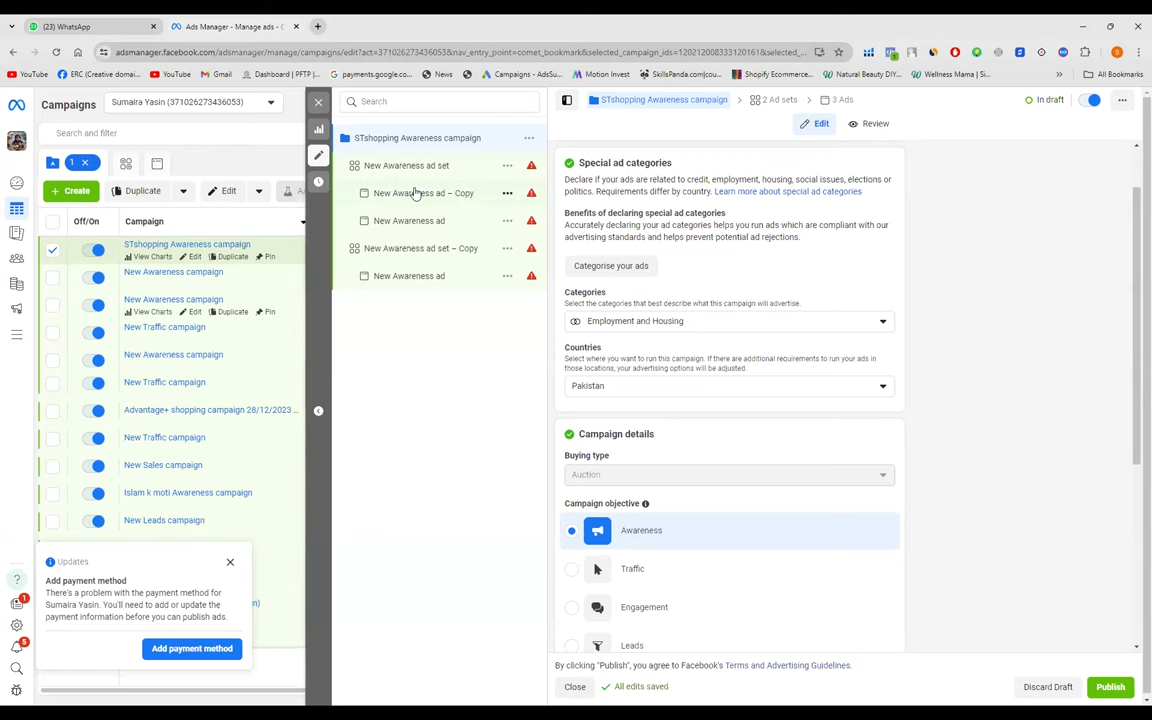 (23) WhatsApp
Ads Manager - Manage ads - C
adsmanager.facebook.com/adsmanager/manage/campaigns/edit?act=371026273436053&nav_entry_point=comet_bookmark&selected_campaign_ids=120212008333120161&selected_...
YouTube
ERC (Creative domai...
YouTube
Gmail
Dashboard | PFTP |...
payments.google.co...
News
Campaigns - AdsSu...
Motion Invest
SkillsPanda.com|cou...
Shopify Ecommerce...
Natural Beauty DIY...
Wellness Mama | Si...
All Bookmarks
Campaigns
Sumaira Yasin (371026273436053)
Search and filter
1
Create
Duplicate
Edit
Off/On
Campaign
STshopping Awareness campaign
View Charts
Edit
Duplicate
Pin
New Awareness campaign
New Awareness campaign
View Charts
Edit
Duplicate
Pin
New Traffic campaign
New Awareness campaign
New Traffic campaign
Advantage+ shopping campaign 28/12/2023 ...
New Traffic campaign
New Sales campaign
Islam k moti Awareness campaign
New Leads campaign
Updates
Add payment method
There's a problem with the payment method for
Sumaira Yasin. You'll need to add or update the
payment information before you can publish ads.
Add payment method
1
5
Search
STshopping Awareness campaign
New Awareness ad set
New Awareness ad – Copy
New Awareness ad
New Awareness ad set – Copy
New Awareness ad
STshopping Awareness campaign
2 Ad sets
3 Ads
In draft
Edit
Review
Special ad categories
Declare if your ads are related to credit, employment, housing, social issues, elections or
politics. Requirements differ by country. Learn more about special ad categories
Benefits of declaring special ad categories
Accurately declaring your ad categories helps you run ads which are compliant with our
advertising standards and helps prevent potential ad rejections.
Categorise your ads
Categories
Select the categories that best describe what this campaign will advertise.
Employment and Housing
Countries
Select where you want to run this campaign. If there are additional requirements to run your ads in
those locations, your advertising options will be adjusted.
Pakistan
Campaign details
Buying type
Auction
Campaign objective
Awareness
Traffic
Engagement
Leads
By clicking "Publish", you agree to Facebook's Terms and Advertising Guidelines.
Close
All edits saved
Discard Draft
Publish